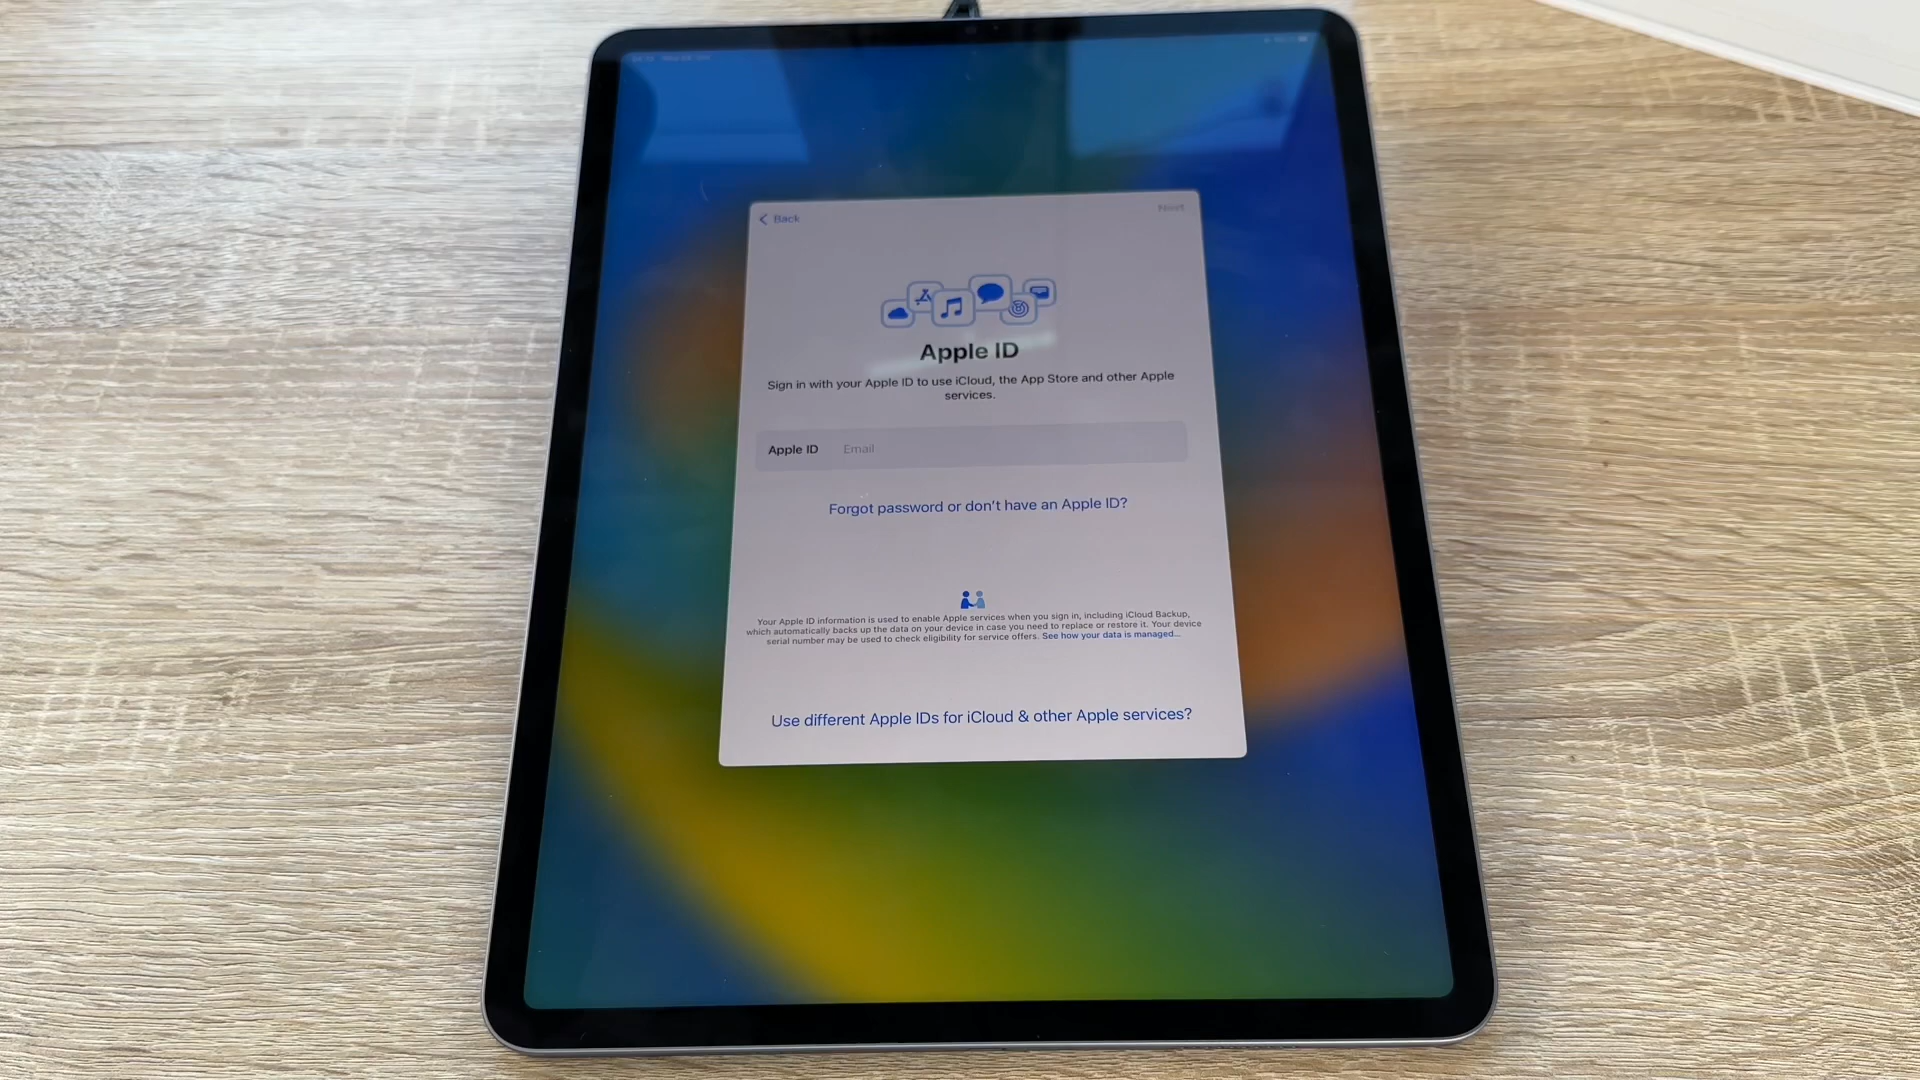 Back
Next
Apple ID
Sign in with your Apple ID to use iCloud, the App Store and other Apple
services.
Apple ID Email
Forgot password or don't have an Apple ID?
Your Apple ID information is used to enable Apple services when you sign in, including iCloud Backup,
which automatically backs up the data on your device in case you need to replace or restore it. Your device
serial number may be used to check eligibility for service offers. See how your data is managed...
Use different Apple IDs for iCloud & other Apple services?